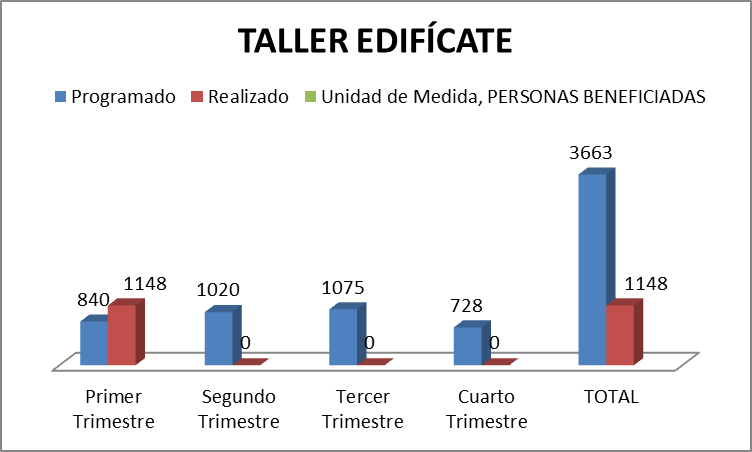 TALLER EDIFÍCATE
Programado Realizado Unidad de Medida, PERSONAS BENEFICIADAS
3663
840 1148 1020 0 1075 0 728 0 1148
Primer Trimestre
Segundo Trimestre
Tercer Trimestre
Cuarto Trimestre
TOTAL